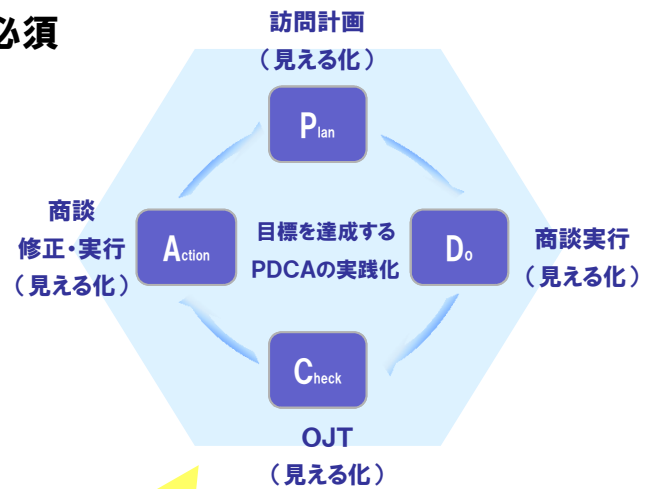 必須
訪問計画
（見える化）
Plan
商談
修正・実行
（見える化）
Action
目標を達成する
PDCAの実践化
Do
商談実行
（見える化）
Check
OJT
（見える化）